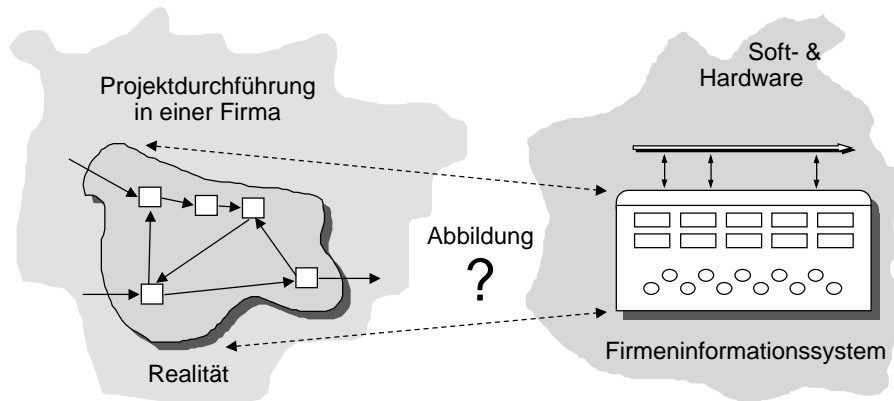 Projektdurchführung
in einer Firma
Soft- &
Hardware
Abbildung
?
Realität
Firmeninformationssystem